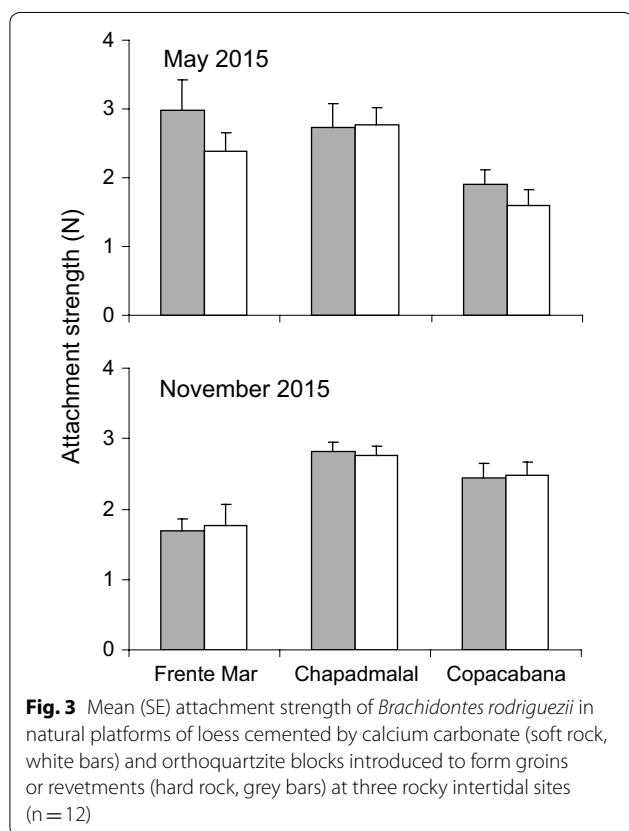 May 2015
4
3
2
1
0
Attachment strength (N)
November 2015
4
3
2
1
0
Frente Mar Chapadmalal Copacabana
Fig. 3 Mean (SE) attachment strength of Brachidontes rodriguezii in
natural platforms of loess cemented by calcium carbonate (soft rock,
white bars) and orthoquartzite blocks introduced to form groins
or revetments (hard rock, grey bars) at three rocky intertidal sites
(n = 12)